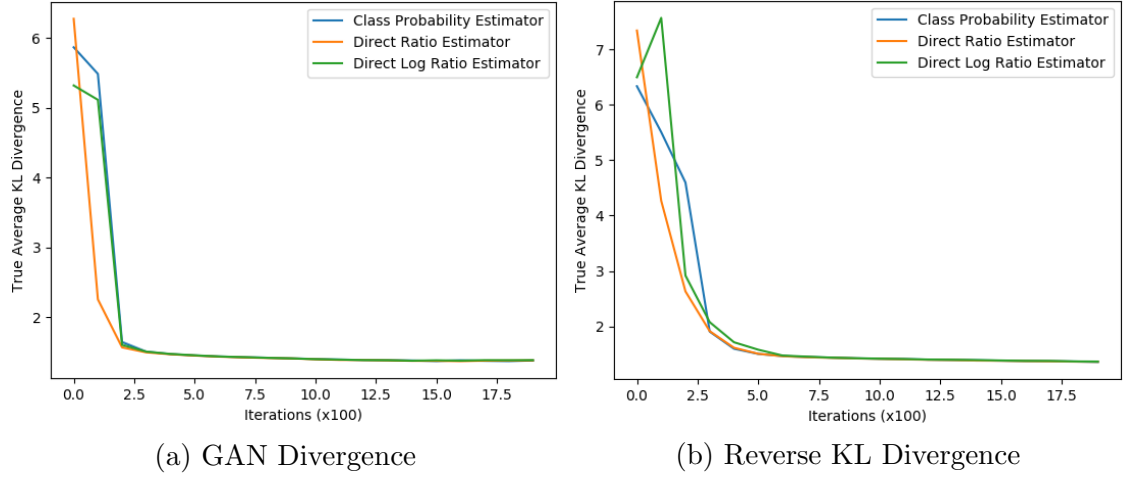 Class Probability Estimator
Direct Ratio Estimator
Direct Log Ratio Estimator
True Average KL Divergence
6
5
4
3
2
0.0 2.5 5.0 7.5 10.0 12.5 15.0 17.5
Iterations (x100)
(a) GAN Divergence
Class Probability Estimator
Direct Ratio Estimator
Direct Log Ratio Estimator
True Average KL Divergence
7
6
5
4
3
2
0.0 2.5 5.0 7.5 10.0 12.5 15.0 17.5
Iterations (x100)
(b) Reverse KL Divergence